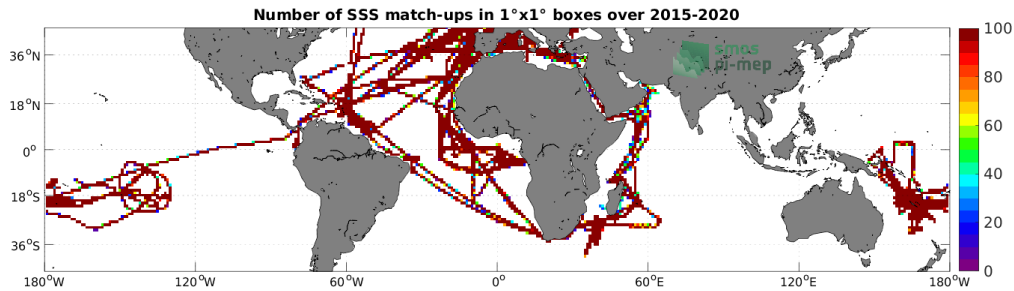 Number of SSS match-ups in 1°x1° boxes over 2015-2020
smos
pi-mep
36°N
18°N
0°
18°S
36°S
180°W
120°W
60°W
0°
60°E
120°E
180°W
100
80
60
40
20
0